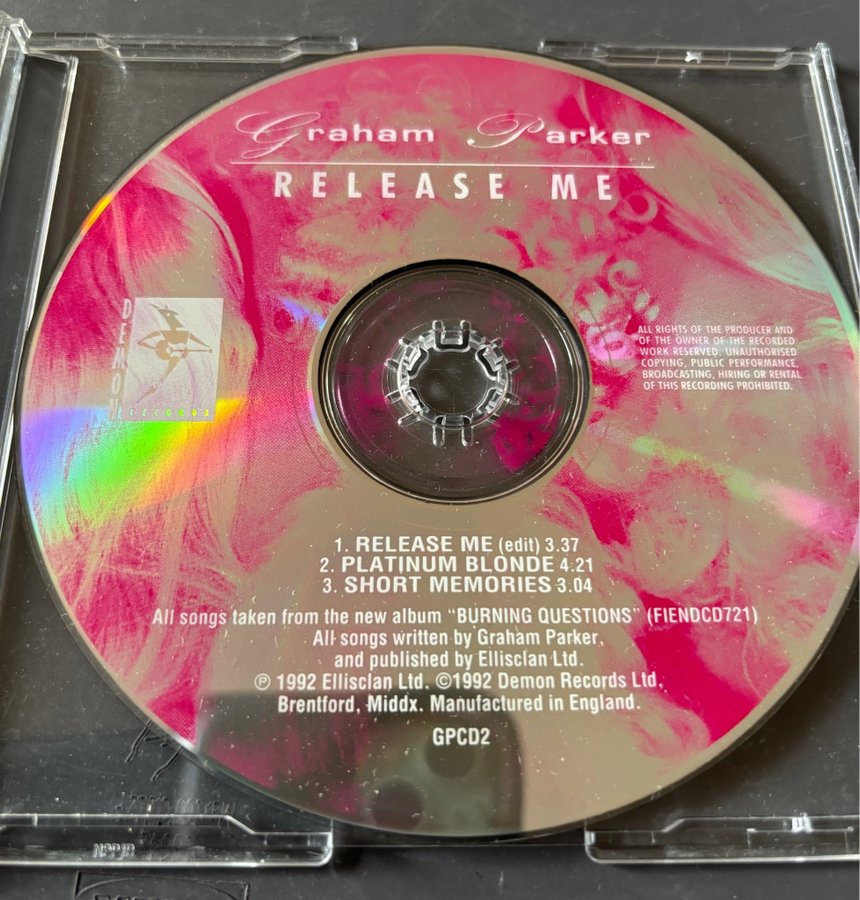 Graham Parker
RELEASE ME
DEMON
RECORDS
ALL RIGHTS OF THE PRODUCER AND
OF THE OWNER OF THE RECORDED
WORK RESERVED. UNAUTHORISED
COPYING, PUBLIC PERFORMANCE,
BROADCASTING, HIRING OR RENTAL
OF THIS RECORDING PROHIBITED.
1. RELEASE ME (edit) 3.37
2. PLATINUM BLONDE 4.21
3. SHORT MEMORIES 3.04
All songs taken from the new album "BURNING QUESTIONS" (FIENDCD721)
All songs written by Graham Parker,
and published by Ellisclan Ltd.
℗ 1992 Ellisclan Ltd. ©1992 Demon Records Ltd,
Brentford, Middx. Manufactured in England.
GPCD2